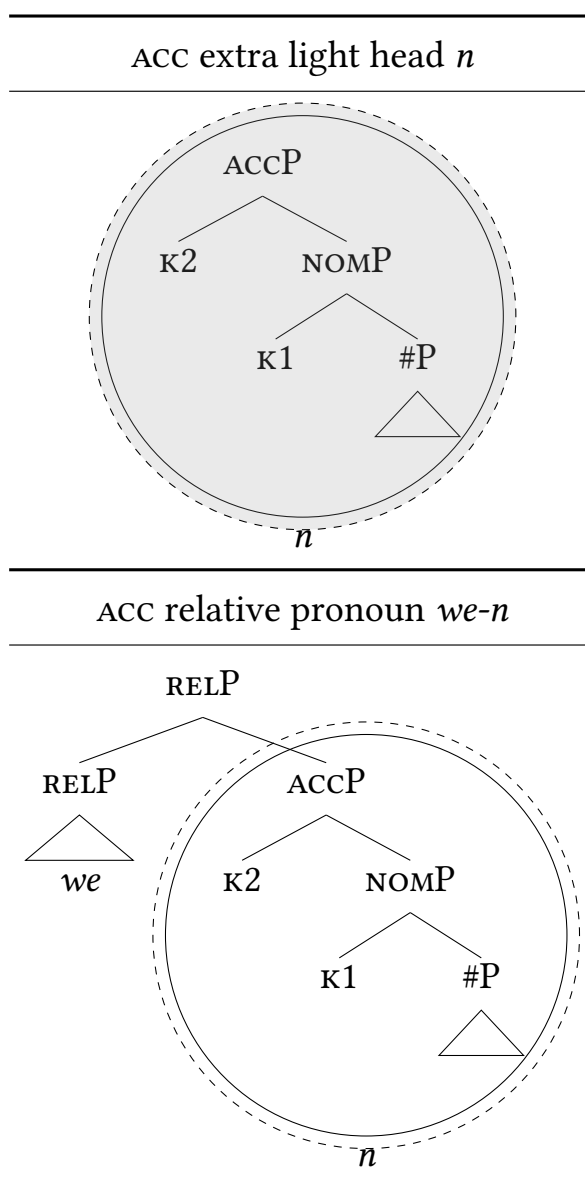 ACC extra light head n
ACCP
K2 NOMP
K1 #P
n
ACC relative pronoun we-n
RELP
RELP ACCP
we K2 NOMP
K1 #P
n